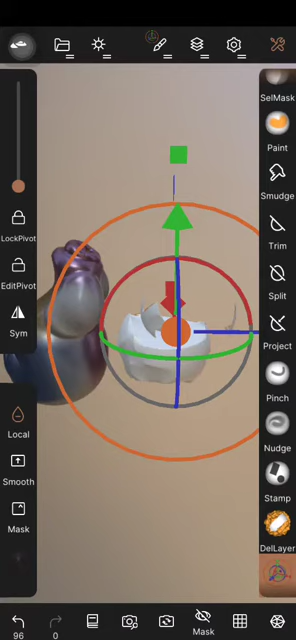 SelMask
Paint
Smudge
Trim
Split
Project
Pinch
Nudge
Stamp
DelLayer
LockPivot
EditPivot
Sym
Local
Smooth
Mask
96
0
Mask